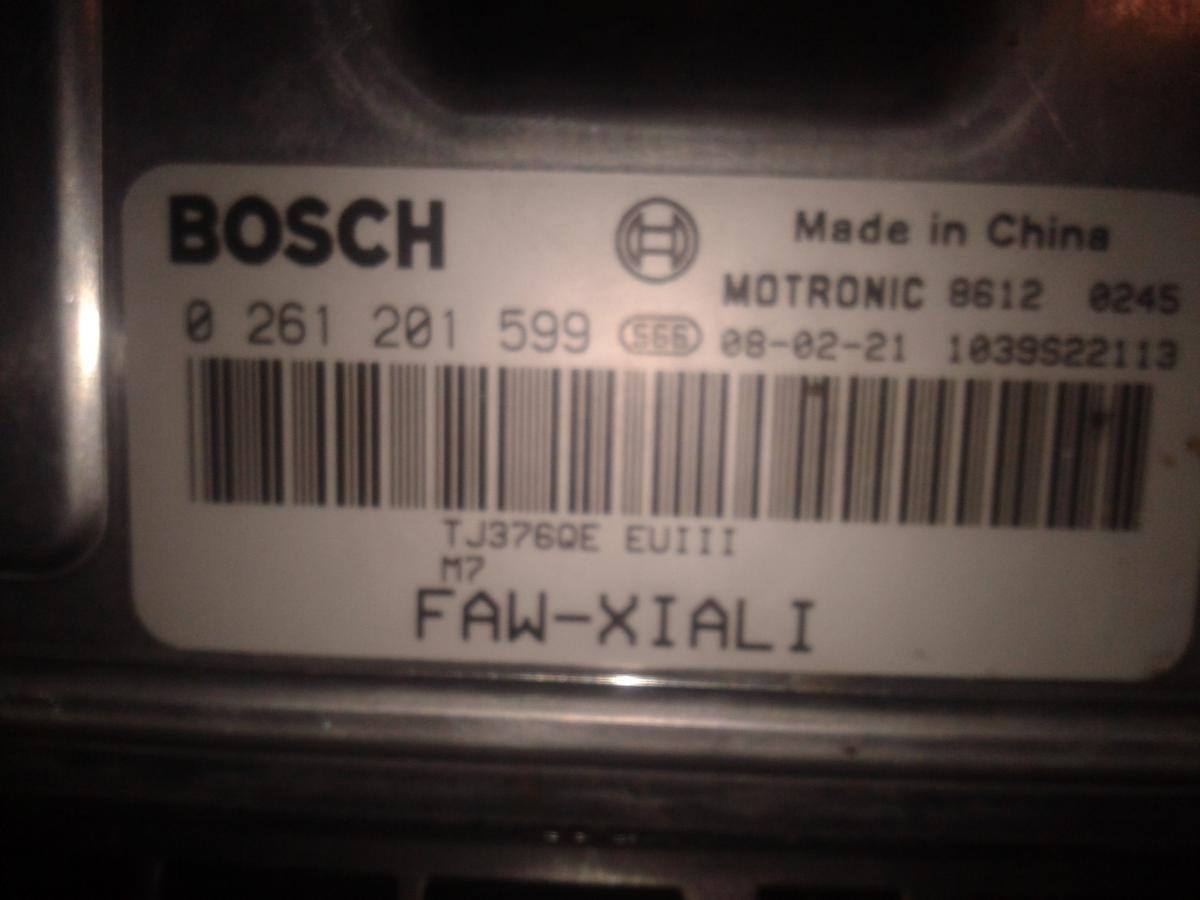 BOSCH
Made in China
MOTRONIC 8612 0245
0 261 201 599 S66 08-02-21 1039S22113
TJ376QE EUIII
M7
FAW-XIALI